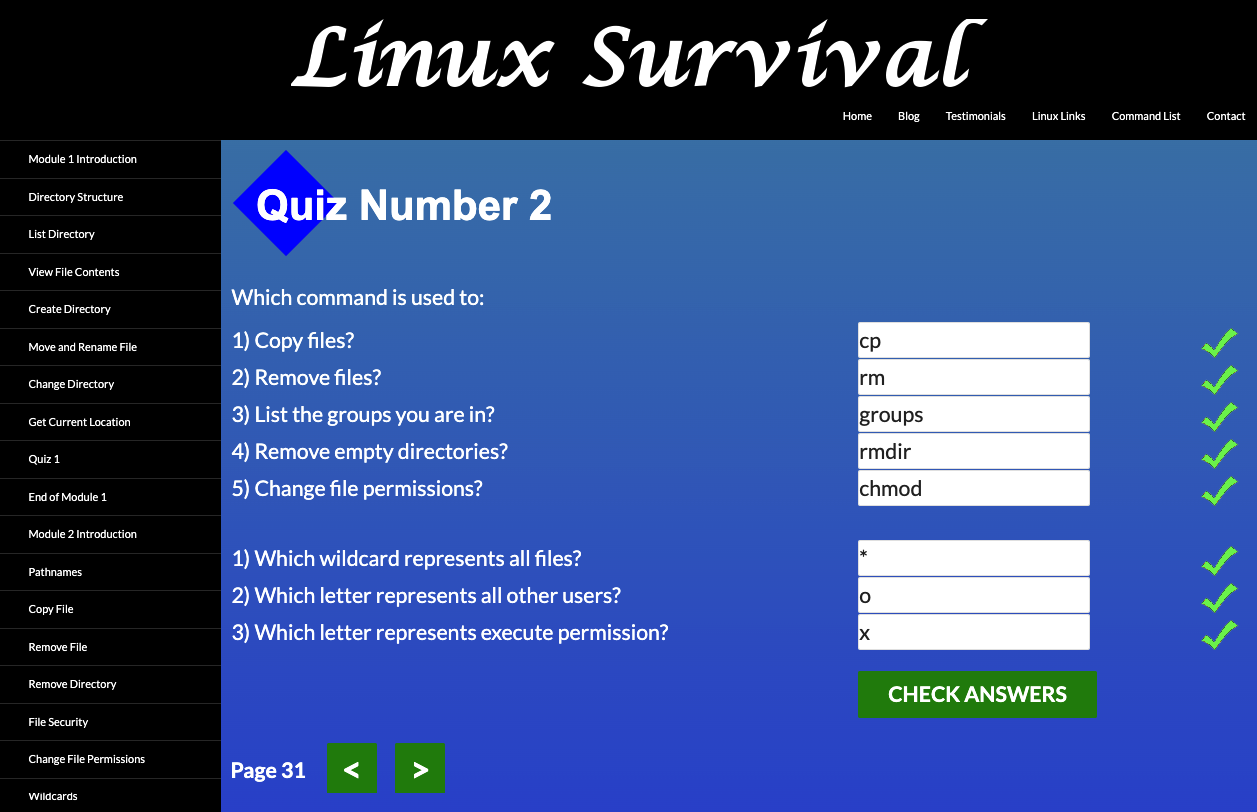 Linux Survival
Home Blog Testimonials Linux Links Command List Contact
Module 1 Introduction
Directory Structure
List Directory
View File Contents
Create Directory
Move and Rename File
Change Directory
Get Current Location
Quiz 1
End of Module 1
Module 2 Introduction
Pathnames
Copy File
Remove File
Remove Directory
File Security
Change File Permissions
Wildcards
Quiz Number 2
Which command is used to:
1) Copy files? cp
2) Remove files? rm
3) List the groups you are in? groups
4) Remove empty directories? rmdir
5) Change file permissions? chmod
1) Which wildcard represents all files? *
2) Which letter represents all other users? o
3) Which letter represents execute permission? x
CHECK ANSWERS
Page 31 < >